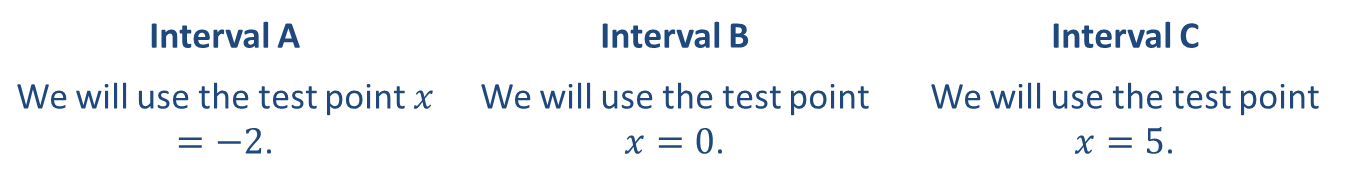 Interval A
We will use the test point x
= −2.
Interval B
We will use the test point
x = 0.
Interval C
We will use the test point
x = 5.